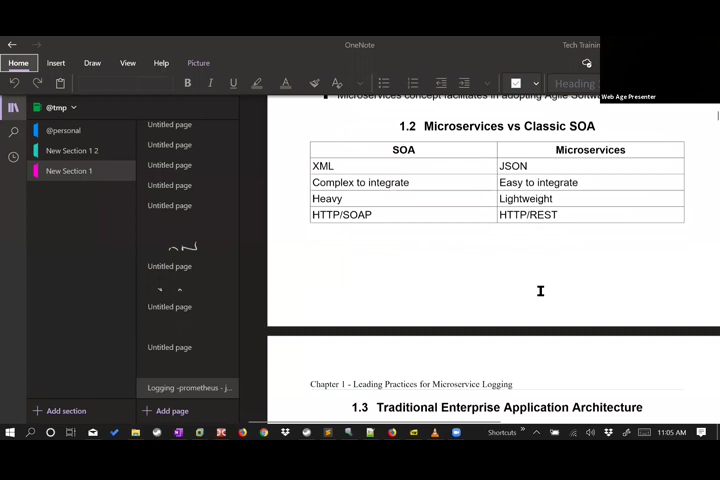 OneNote
Tech Training
Home Insert Draw View Help Picture
B I U A A Heading
Web Age Presenter
@tmp
@personal
New Section 1 2
New Section 1
Add section
Untitled page
Untitled page
Untitled page
Untitled page
Untitled page
Untitled page
Untitled page
Untitled page
Logging -prometheus - j...
Add page
Microservices concept facilitates in adopting Agile Softw
1.2 Microservices vs Classic SOA
SOA Microservices
XML JSON
Complex to integrate Easy to integrate
Heavy Lightweight
HTTP/SOAP HTTP/REST
Chapter 1 - Leading Practices for Microservice Logging
1.3 Traditional Enterprise Application Architecture
Shortcuts
11:05 AM